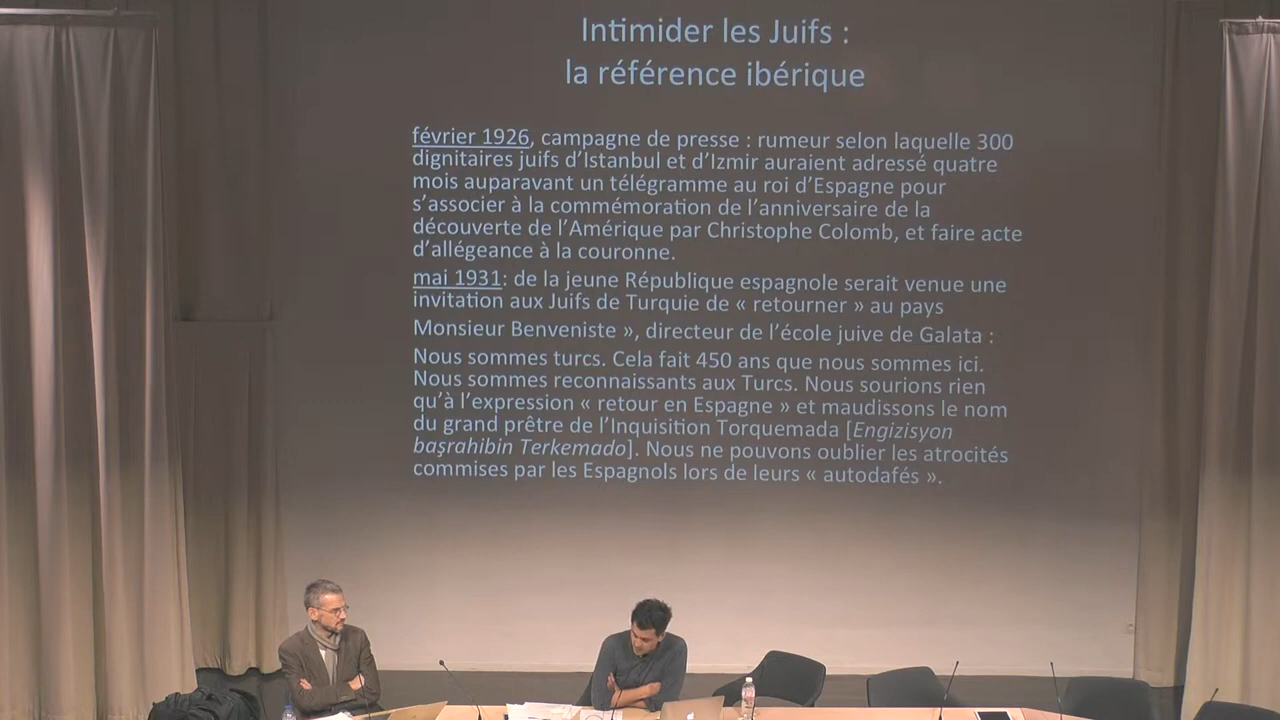 Intimider les Juifs :
la référence ibérique
février 1926, campagne de presse : rumeur selon laquelle 300
dignitaires juifs d’Istanbul et d’Izmir auraient adressé quatre
mois auparavant un télégramme au roi d’Espagne pour
s’associer à la commémoration de l’anniversaire de la
découverte de l’Amérique par Christophe Colomb, et faire acte
d’allégeance à la couronne.
mai 1931: de la jeune République espagnole serait venue une
invitation aux Juifs de Turquie de « retourner » au pays
Monsieur Benveniste », directeur de l’école juive de Galata :
Nous sommes turcs. Cela fait 450 ans que nous sommes ici.
Nous sommes reconnaissants aux Turcs. Nous sourions rien
qu’à l’expression « retour en Espagne » et maudissons le nom
du grand prêtre de l’Inquisition Torquemada [Engizisyon
başrahibin Terkemado]. Nous ne pouvons oublier les atrocités
commises par les Espagnols lors de leurs « autodafés ».